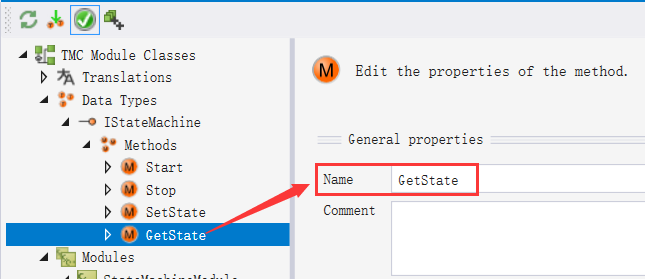 TMC Module Classes
Translations
Data Types
IStateMachine
Methods
Start
Stop
SetState
GetState
Modules
StateMachineModule
M Edit the properties of the method.
General properties
Name GetState
Comment